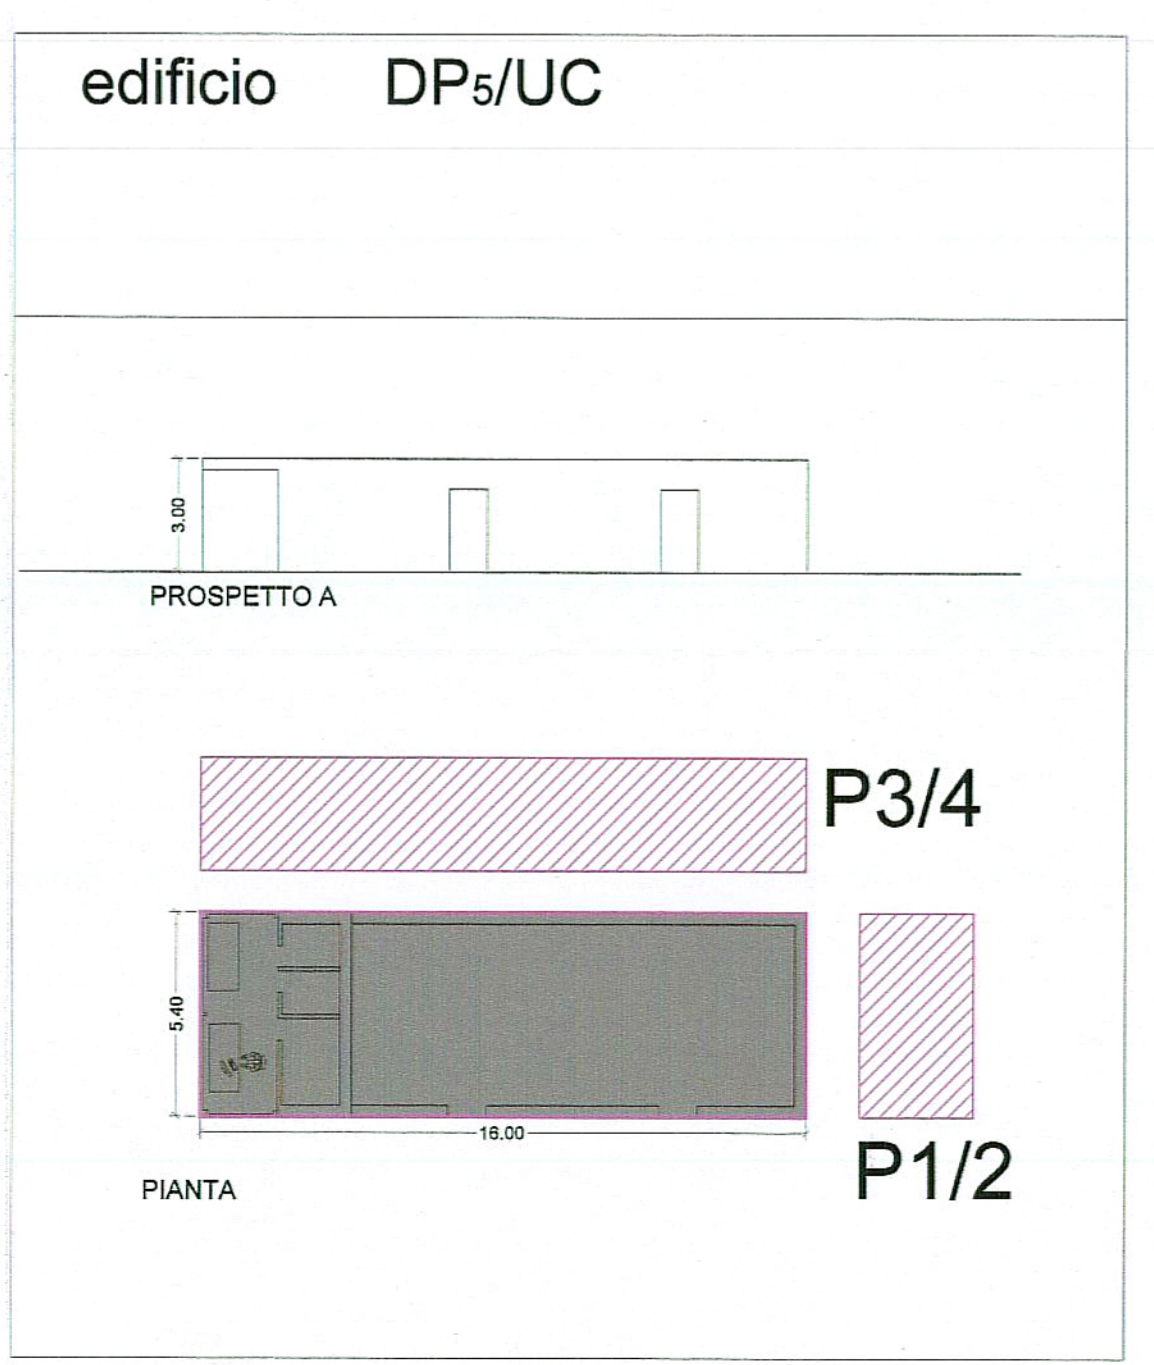 edificio DP5/UC
3.00
PROSPETTO A
P3/4
5.40
16.00
P1/2
PIANTA